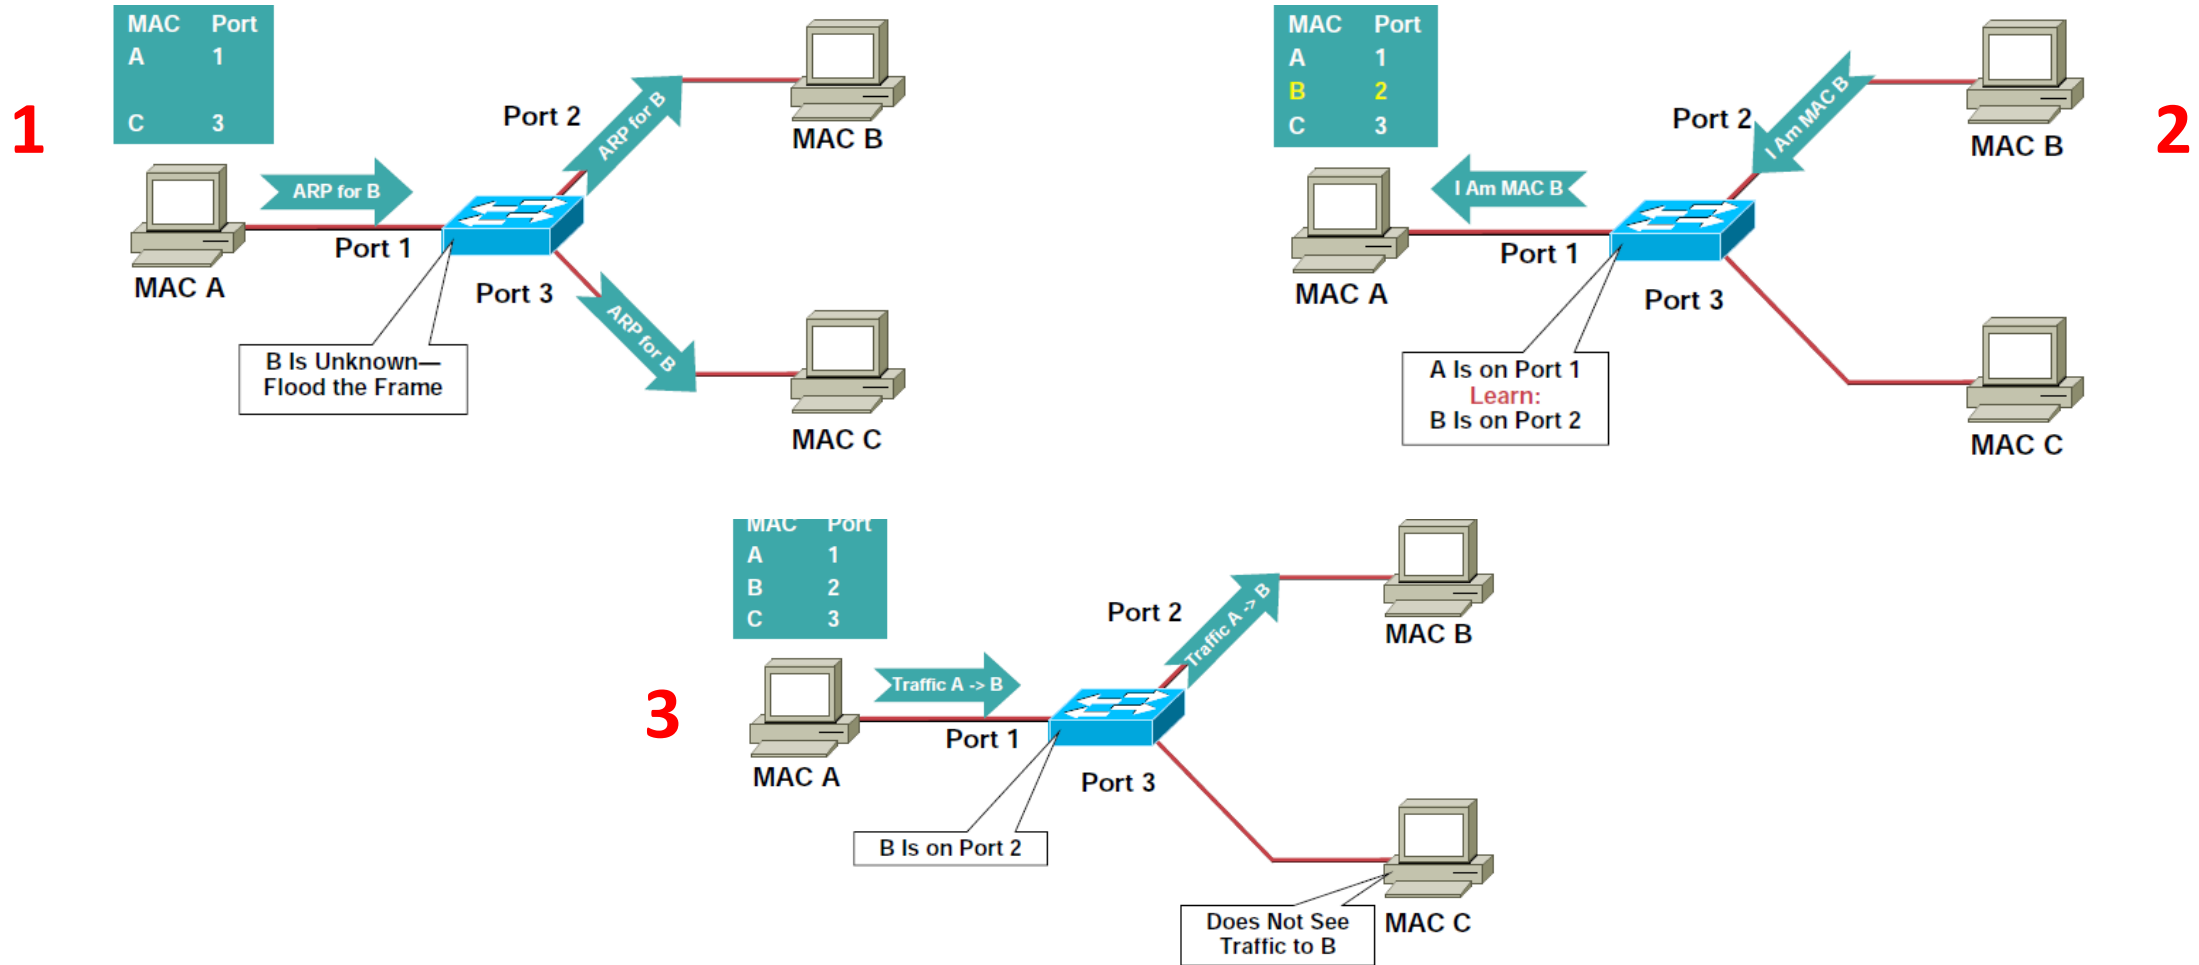 1
MAC Port
A 1
C 3
ARP for B
MAC A
Port 1
Port 2
ARP for B
MAC B
Port 3
ARP for B
MAC C
B Is Unknown—
Flood the Frame
2
MAC Port
A 1
B 2
C 3
I Am MAC B
MAC A
Port 1
Port 2
I Am MAC B
MAC B
Port 3
MAC C
A Is on Port 1
Learn:
B Is on Port 2
3
MAC Port
A 1
B 2
C 3
Traffic A -> B
MAC A
Port 1
Port 2
Traffic A -> B
MAC B
Port 3
B Is on Port 2
MAC C
Does Not See
Traffic to B